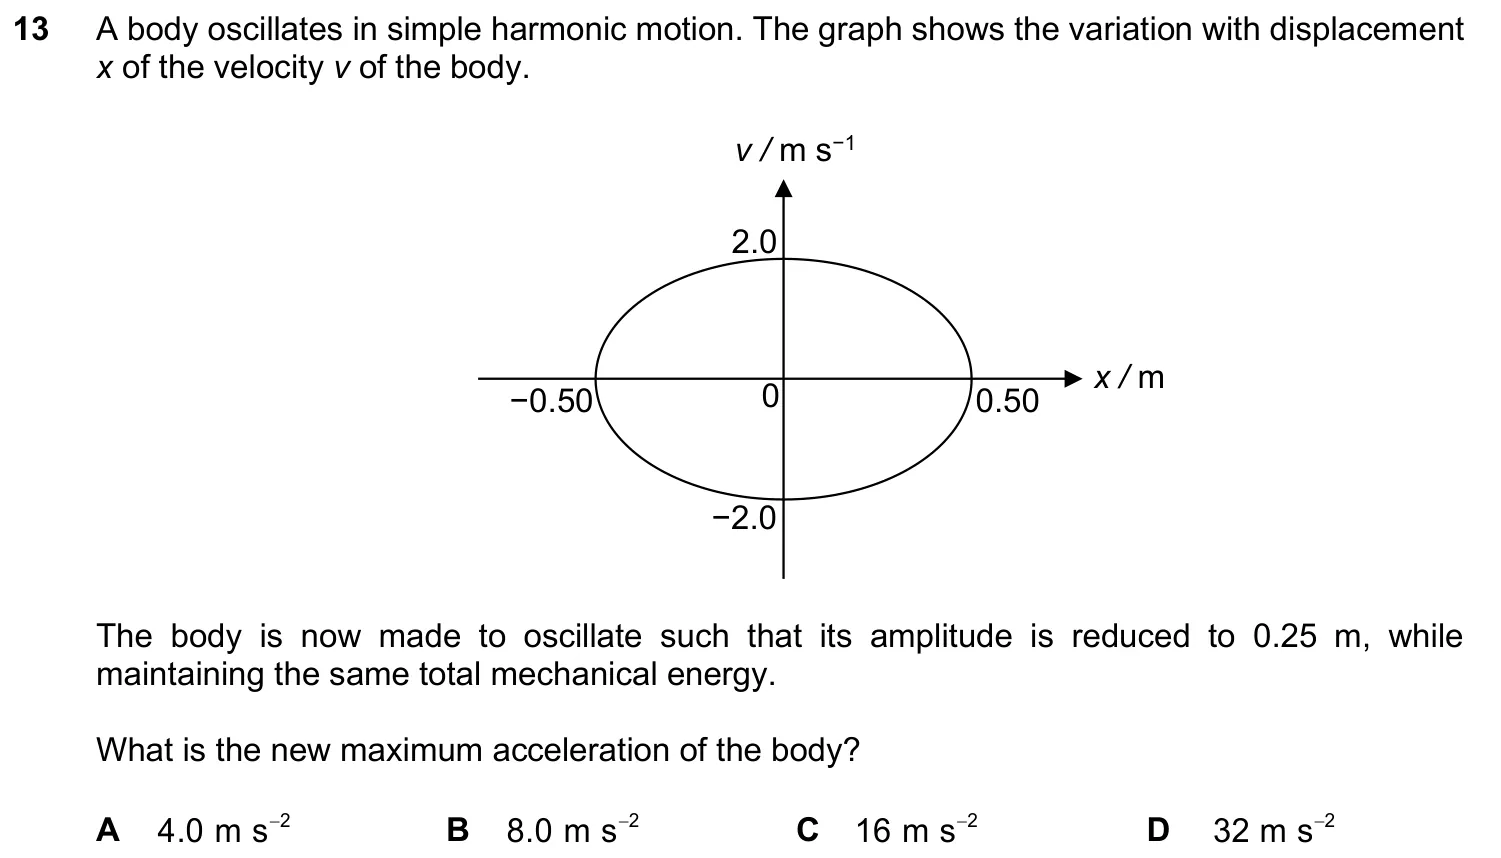 13 A body oscillates in simple harmonic motion. The graph shows the variation with displacement
x of the velocity v of the body.
v / m s⁻¹
2.0
x / m
−0.50
0
0.50
−2.0
The body is now made to oscillate such that its amplitude is reduced to 0.25 m, while
maintaining the same total mechanical energy.
What is the new maximum acceleration of the body?
A 4.0 m s⁻² B 8.0 m s⁻² C 16 m s⁻² D 32 m s⁻²